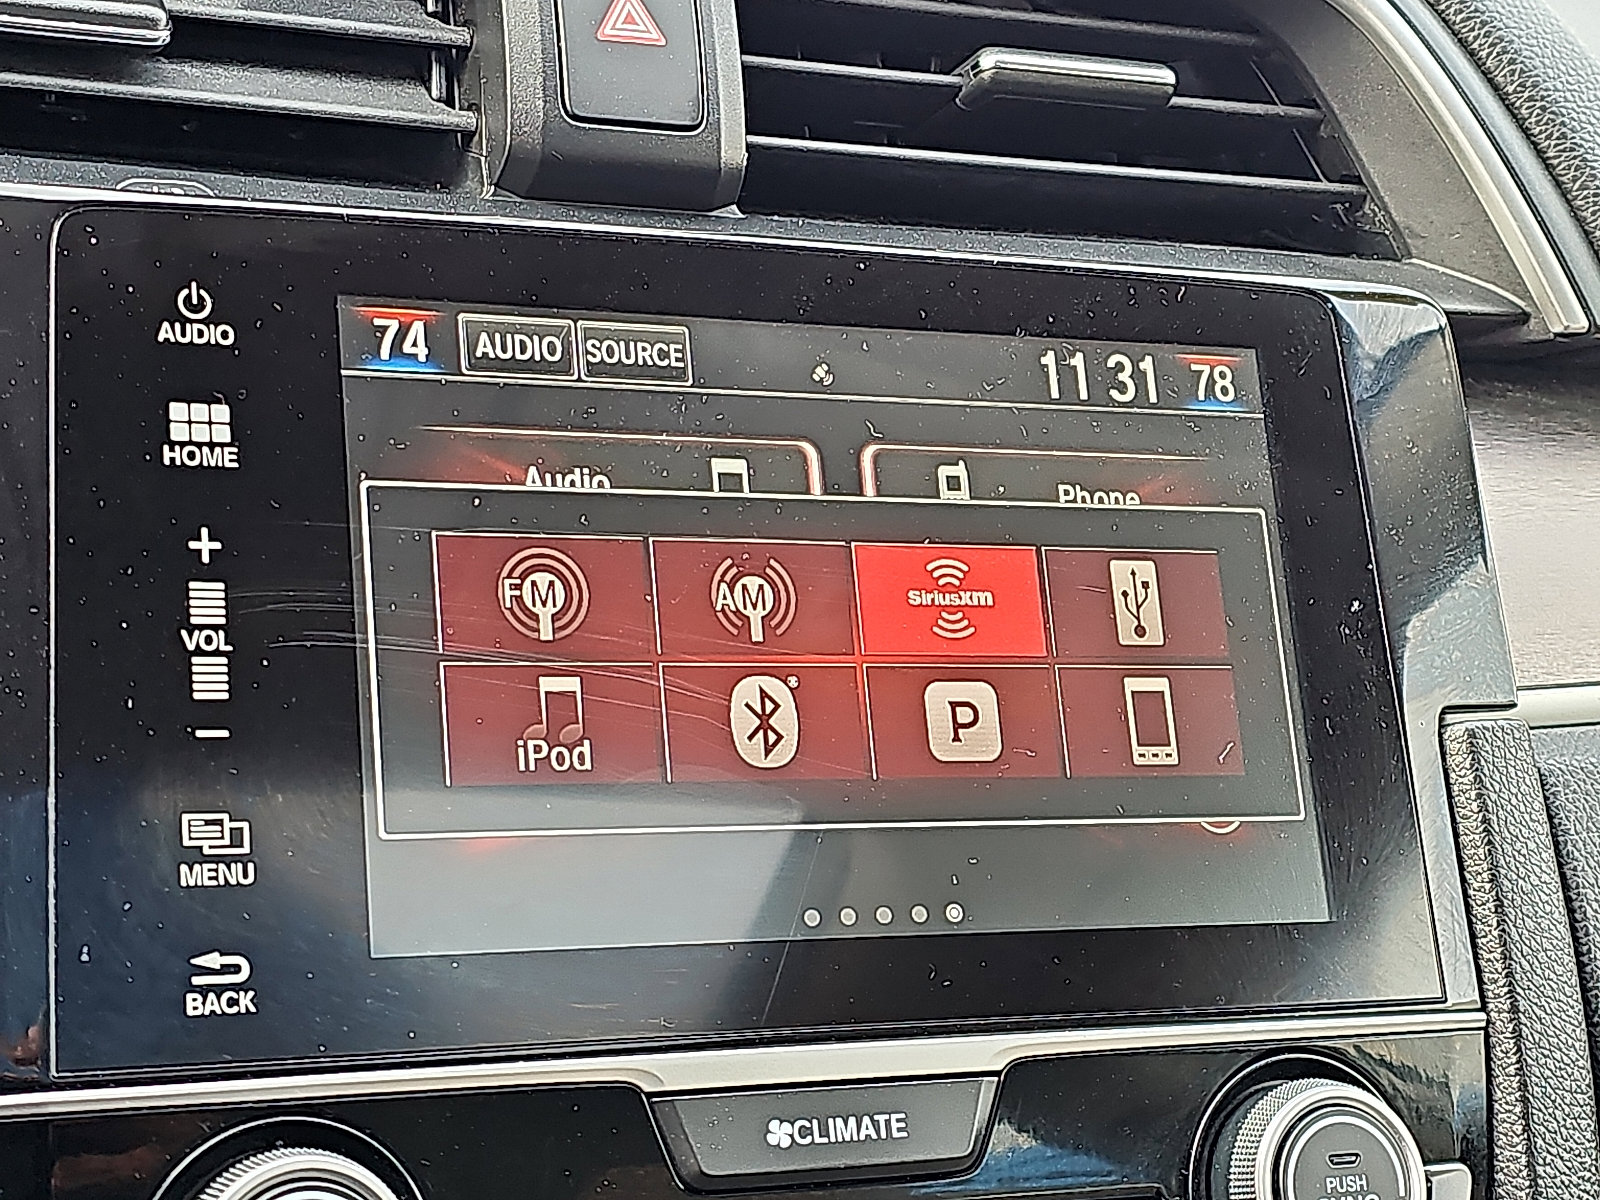 AUDIO
HOME
VOL
MENU
BACK
74 AUDIO SOURCE 11 31 78
Audio Phone
FM AM SiriusXM
iPod P
CLIMATE
PUSH